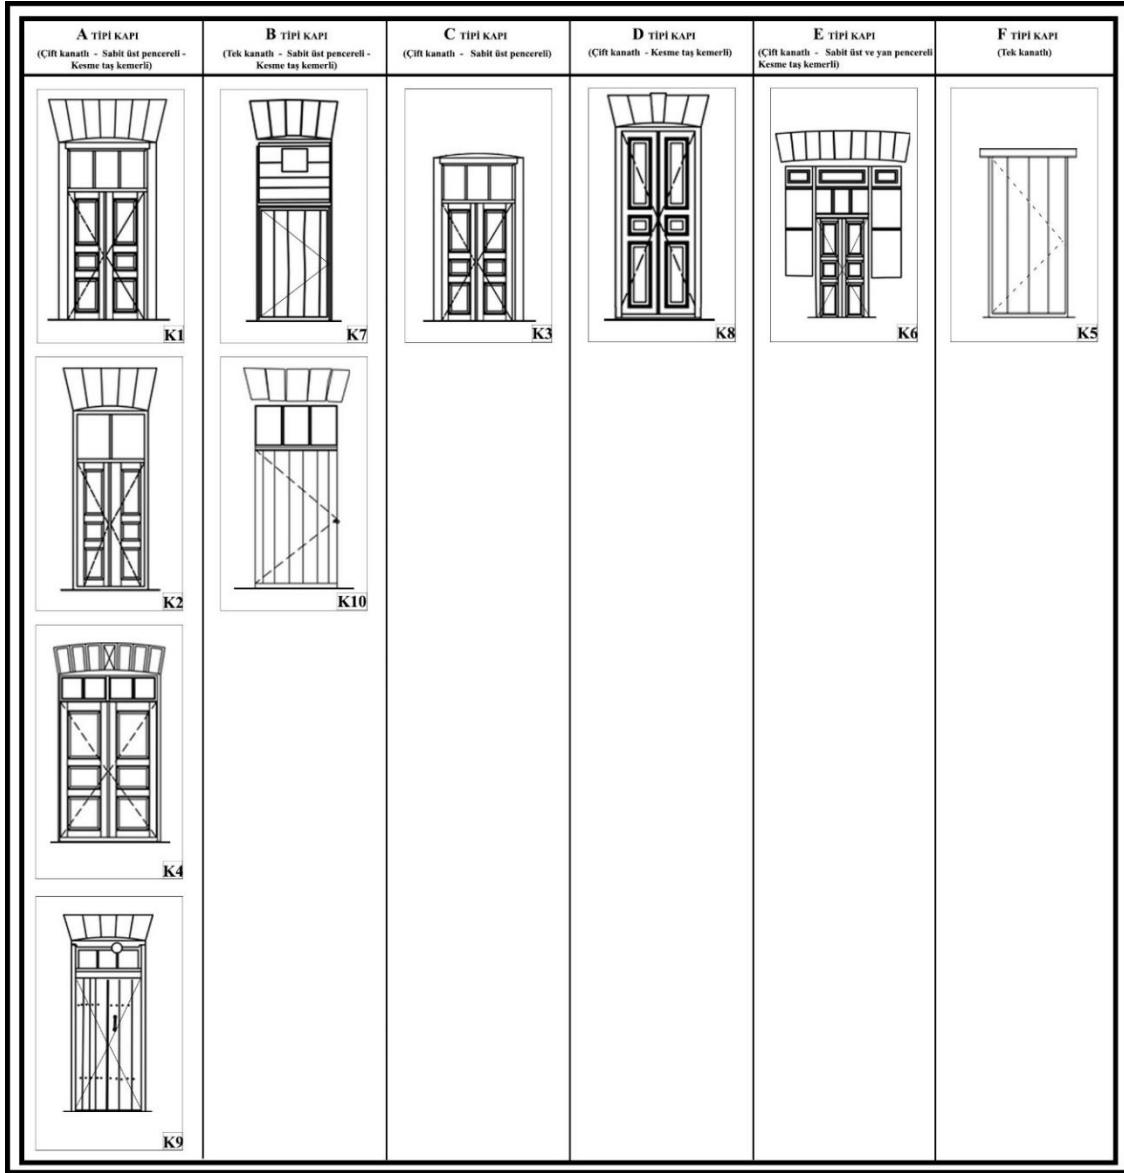 A TİPİ KAPI
(Çift kanatlı - Sabit üst pencereli -
Kesme taş kemerli)
B TİPİ KAPI
(Tek kanatlı - Sabit üst pencereli -
Kesme taş kemerli)
C TİPİ KAPI
(Çift kanatlı - Sabit üst pencereli)
D TİPİ KAPI
(Çift kanatlı - Kesme taş kemerli)
E TİPİ KAPI
(Çift kanatlı - Sabit üst ve yan pencereli
Kesme taş kemerli)
F TİPİ KAPI
(Tek kanatlı)
K1
K7
K3
K8
K6
K5
K2
K10
K4
K9